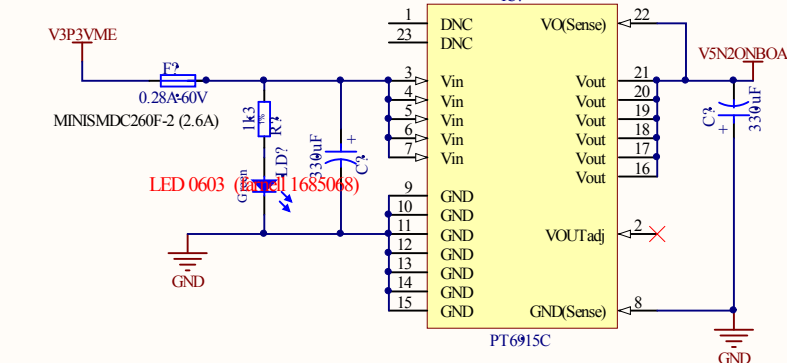 1
23
DNC
DNC
VO(Sense)
22
V3P3VME
V5N2ONBOA
F?
0.28A-60V
MINISMDC260F-2 (2.6A)
1k3
1%
R?
LD?
Green
LED 0603 (farnell 1685068)
330uF
+
C?
3
4
5
6
7
Vin
Vin
Vin
Vin
Vin
Vout
Vout
Vout
Vout
Vout
Vout
21
20
19
18
17
16
C?
+
330uF
9
10
11
12
13
14
15
GND
GND
GND
GND
GND
GND
GND
VOUTadj
2
GND(Sense)
8
GND
PT6915C
GND